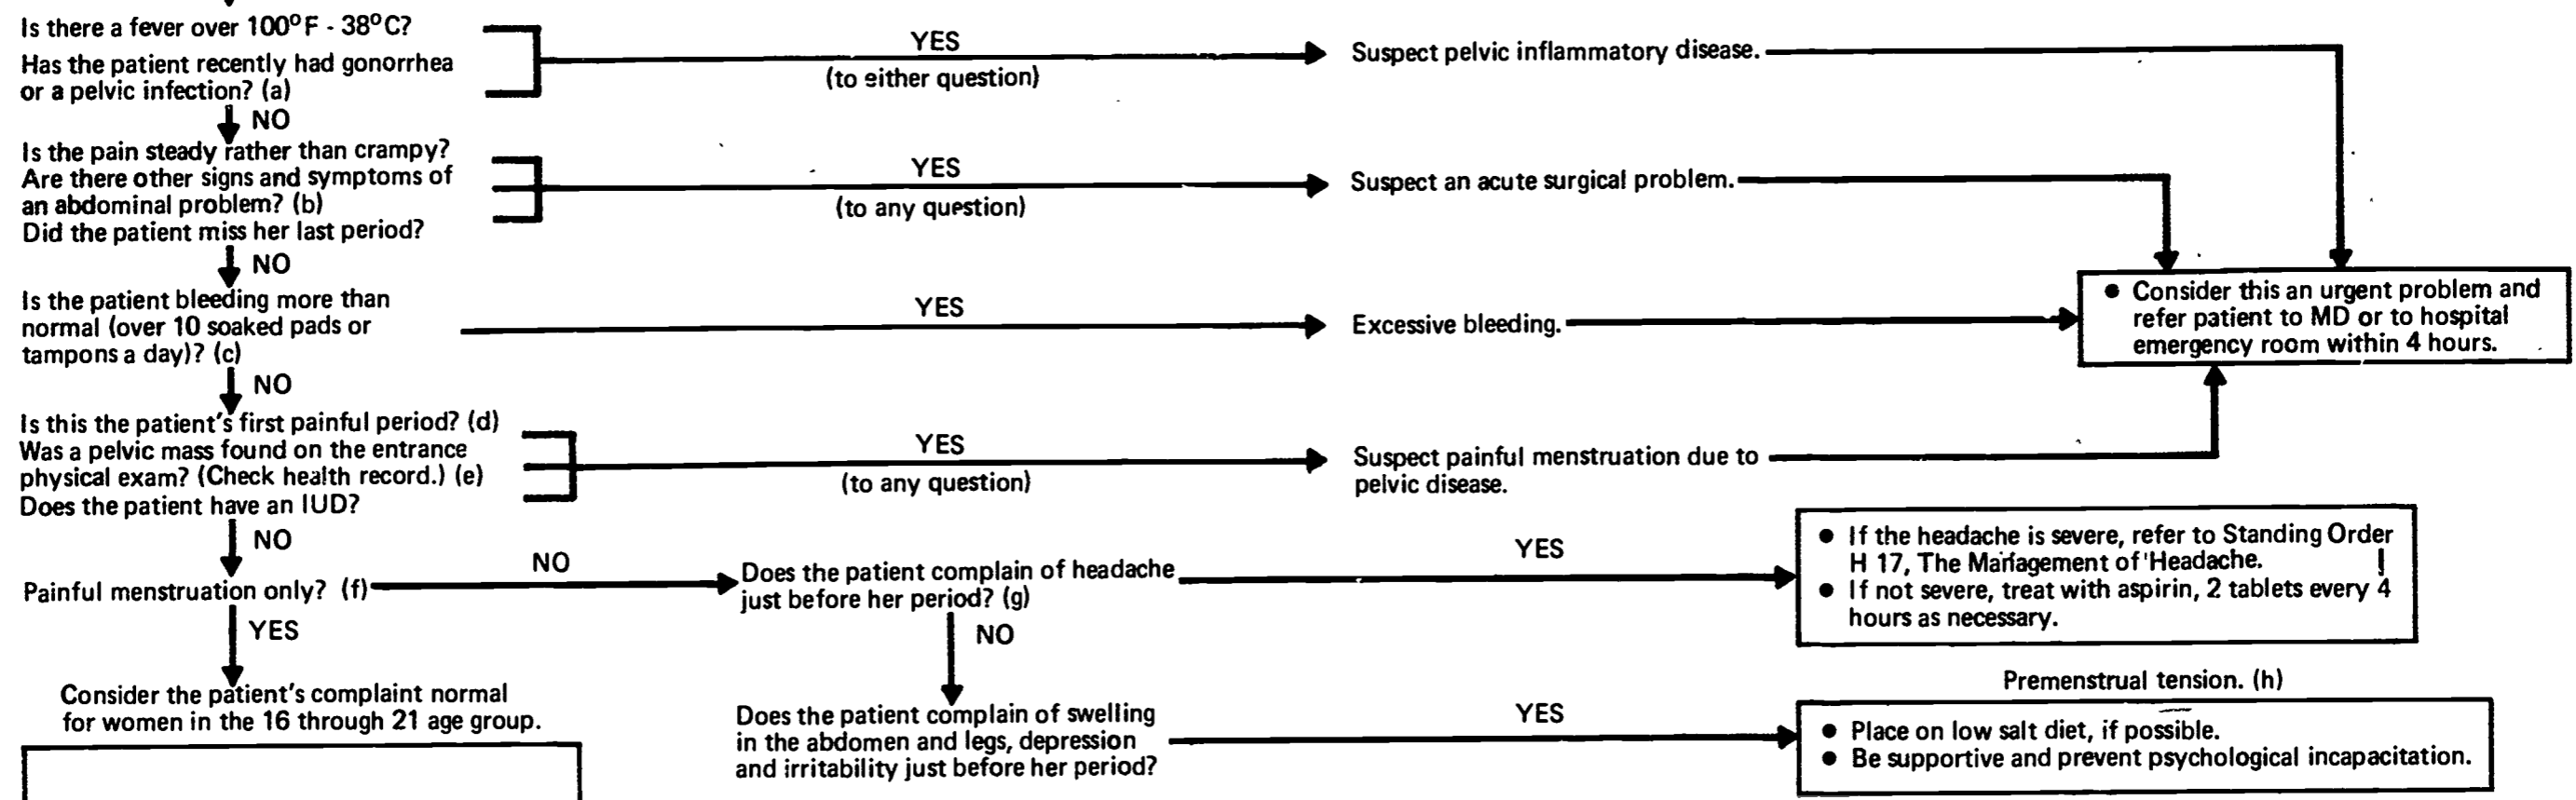 Is there a fever over 100°F - 38°C?
Has the patient recently had gonorrhea
or a pelvic infection? (a)
YES
(to either question)
Suspect pelvic inflammatory disease.
NO
Is the pain steady rather than crampy?
Are there other signs and symptoms of
an abdominal problem? (b)
Did the patient miss her last period?
YES
(to any question)
Suspect an acute surgical problem.
NO
Is the patient bleeding more than
normal (over 10 soaked pads or
tampons a day)? (c)
YES
Excessive bleeding.
● Consider this an urgent problem and
refer patient to MD or to hospital
emergency room within 4 hours.
NO
Is this the patient's first painful period? (d)
Was a pelvic mass found on the entrance
physical exam? (Check health record.) (e)
Does the patient have an IUD?
YES
(to any question)
Suspect painful menstruation due to
pelvic disease.
NO
Painful menstruation only? (f)
NO
Does the patient complain of headache
just before her period? (g)
YES
● If the headache is severe, refer to Standing Order
H 17, The Management of Headache.
● If not severe, treat with aspirin, 2 tablets every 4
hours as necessary.
YES
Consider the patient's complaint normal
for women in the 16 through 21 age group.
NO
Does the patient complain of swelling
in the abdomen and legs, depression
and irritability just before her period?
YES
Premenstrual tension. (h)
● Place on low salt diet, if possible.
● Be supportive and prevent psychological incapacitation.